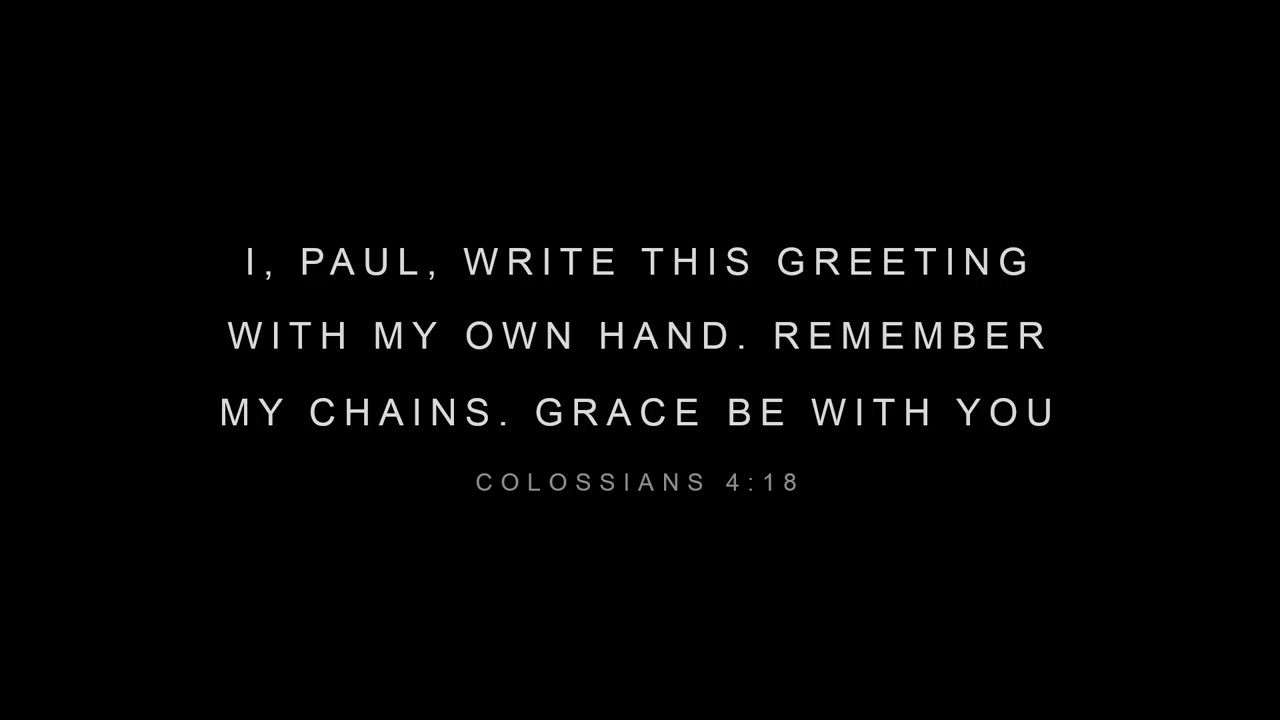 I, PAUL, WRITE THIS GREETING
WITH MY OWN HAND. REMEMBER
MY CHAINS. GRACE BE WITH YOU
COLOSSIANS 4:18